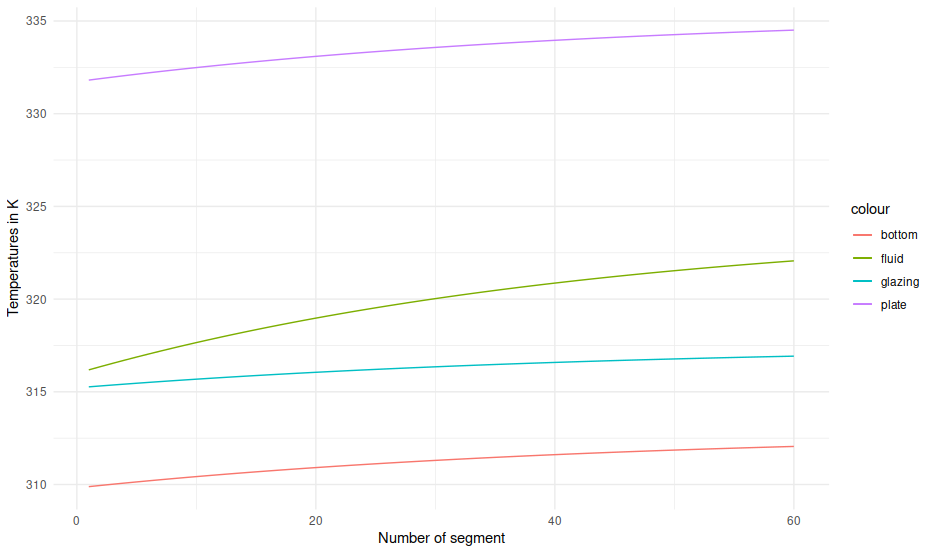 335
330
325
320
315
310
Temperatures in K
0 20 40 60
Number of segment
colour
bottom
fluid
glazing
plate